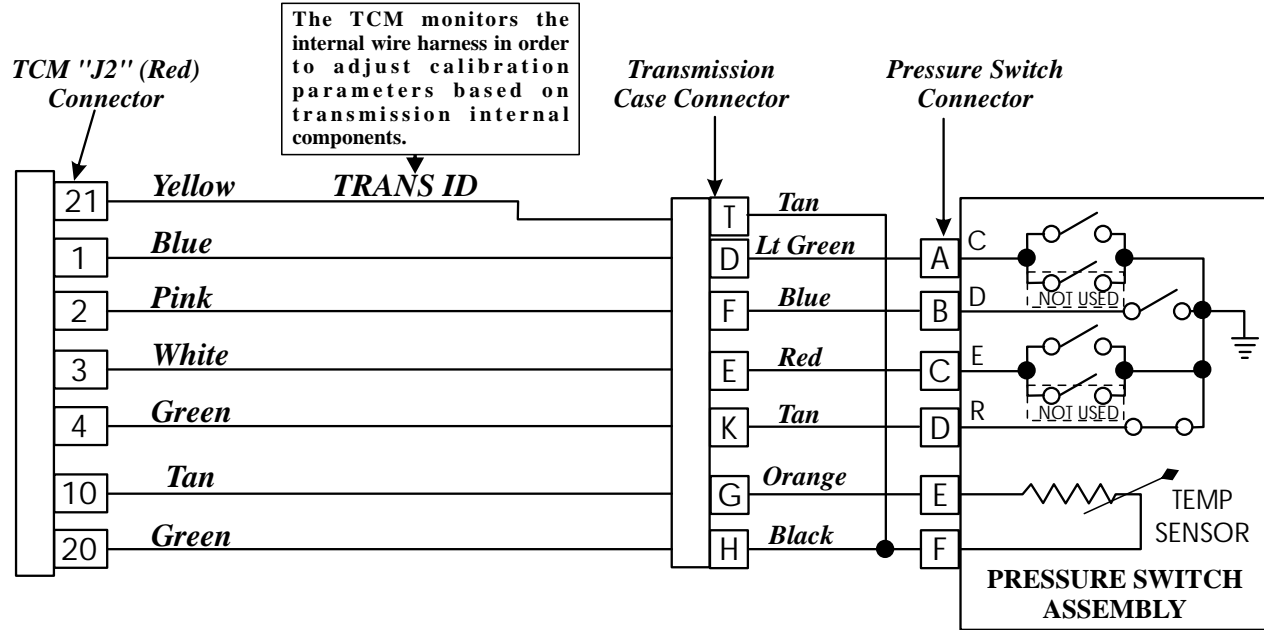 The TCM monitors the
internal wire harness in order
to adjust calibration
parameters based on
transmission internal
components.
TCM "J2" (Red)
Connector
Transmission
Case Connector
Pressure Switch
Connector
21 Yellow TRANS ID T Tan
1 Blue D Lt Green A C
NOT USED
2 Pink F Blue B D
3 White E Red C E
NOT USED
4 Green K Tan D R
10 Tan G Orange E
TEMP
SENSOR
20 Green H Black F
PRESSURE SWITCH
ASSEMBLY